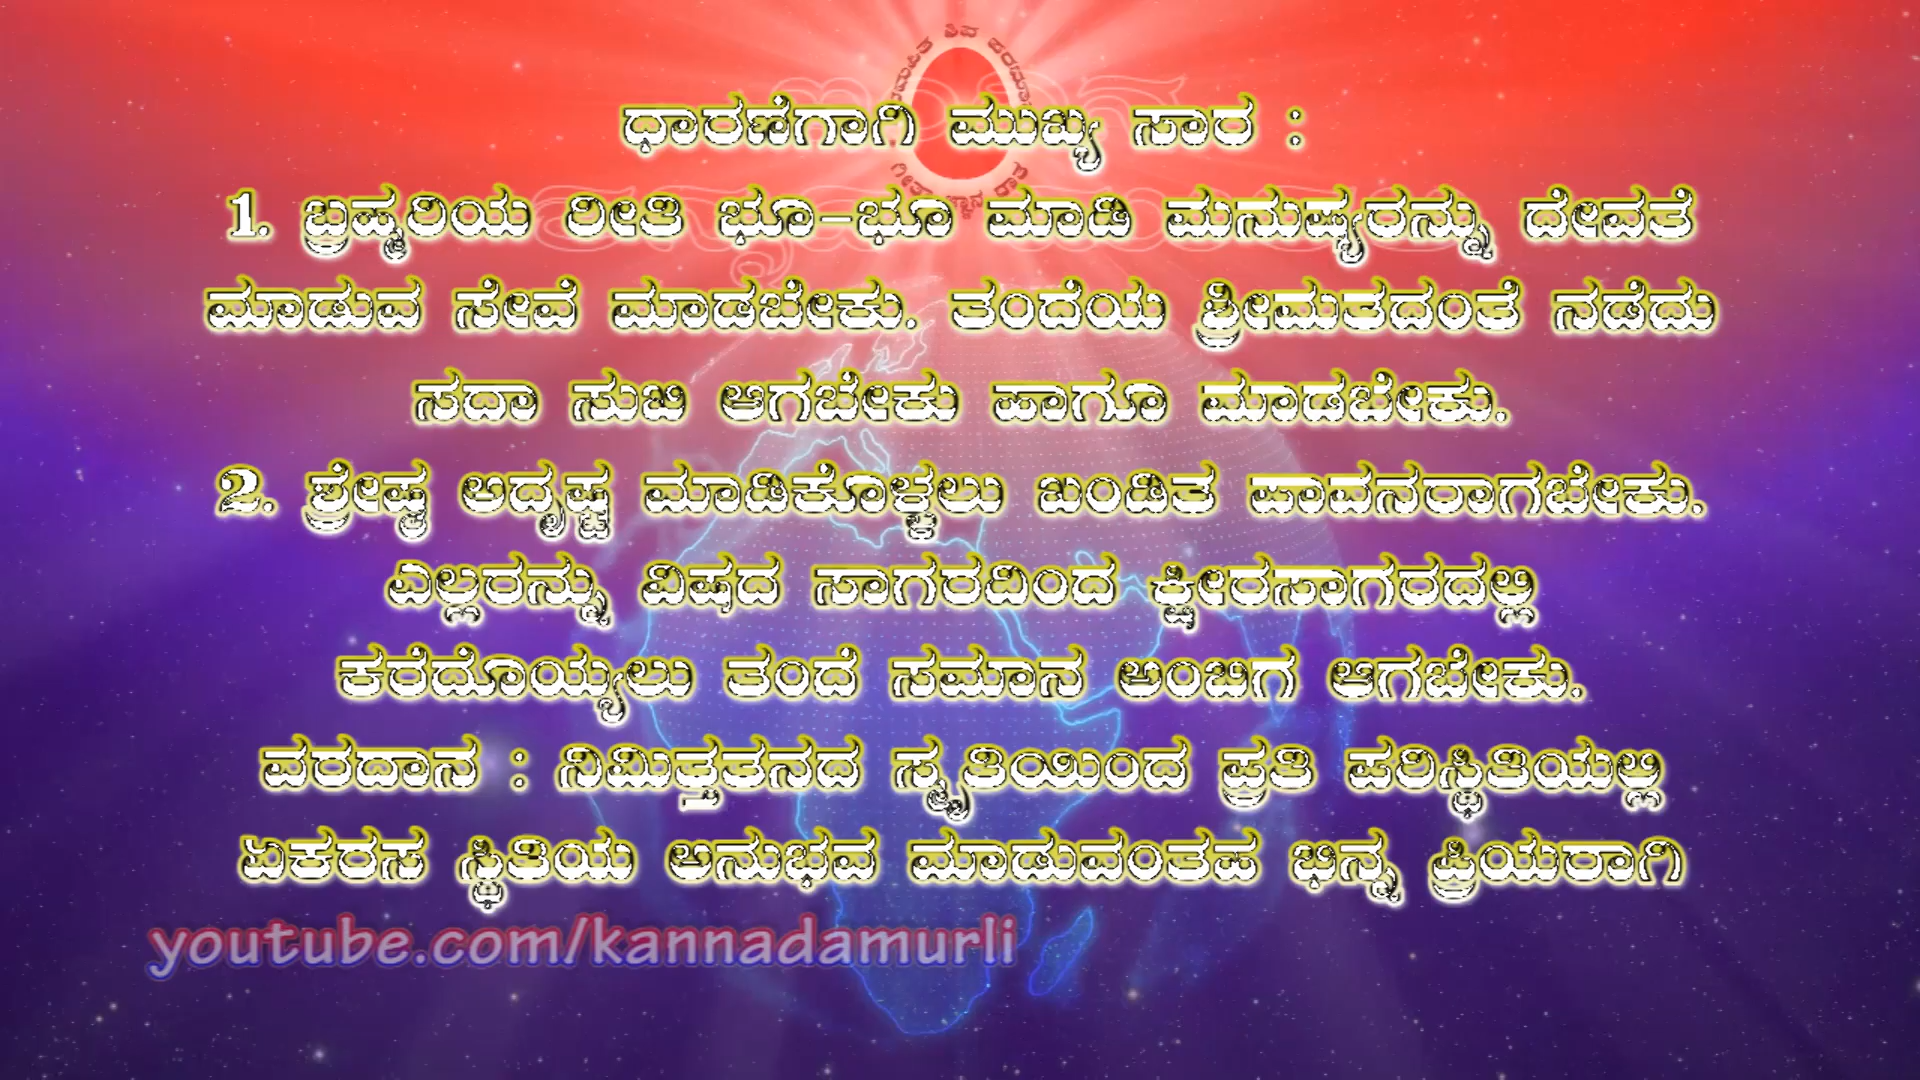 ಧಾರಣೆಗಾಗಿ ಮುಖ್ಯ ಸಾರ :
1. ಬ್ರಹ್ಮರಿಯ ರೀತಿ ಭೂ-ಭೂ ಮಾಡಿ ಮನುಷ್ಯರನ್ನು ದೇವತೆ
ಮಾಡುವ ಸೇವೆ ಮಾಡಬೇಕು. ತಂದೆಯ ಶ್ರೀಮತದಂತೆ ನಡೆದು
ಸದಾ ಸುಖಿ ಆಗಬೇಕು ಹಾಗೂ ಮಾಡಬೇಕು.
2. ಶ್ರೇಷ್ಠ ಅದೃಷ್ಟ ಮಾಡಿಕೊಳ್ಳಲು ಖಂಡಿತ ಪಾವನರಾಗಬೇಕು.
ಎಲ್ಲರನ್ನು ವಿಷದ ಸಾಗರದಿಂದ ಕ್ಷೀರಸಾಗರದಲ್ಲಿ
ಕರೆದೊಯ್ಯಲು ತಂದೆ ಸಮಾನ ಅಂಬಿಗ ಆಗಬೇಕು.
ವರದಾನ : ನಿಮಿತ್ತತನದ ಸ್ಮೃತಿಯಿಂದ ಪ್ರತಿ ಪರಿಸ್ಥಿತಿಯಲ್ಲಿ
ಏಕರಸ ಸ್ಥಿತಿಯ ಅನುಭವ ಮಾಡುವಂತಹ ಭಿನ್ನ ಪ್ರಿಯರಾಗಿ
youtube.com/kannadamurli